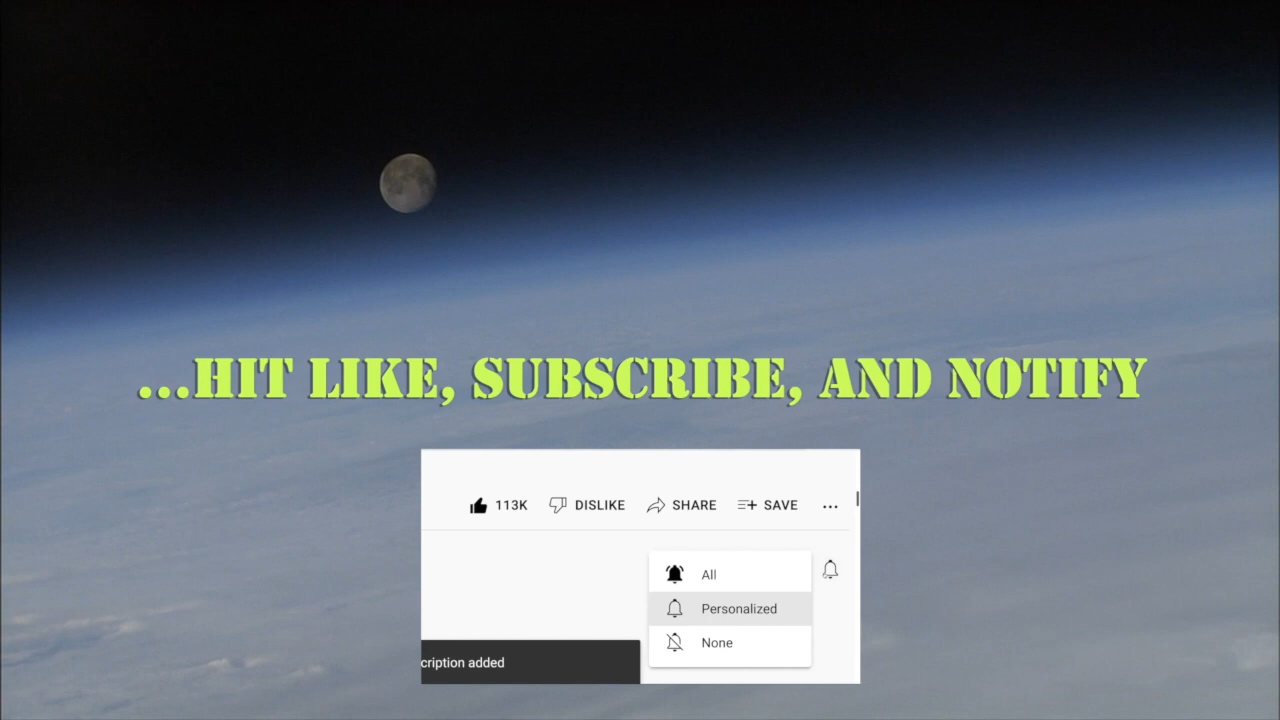 ...HIT LIKE, SUBSCRIBE, AND NOTIFY
113K DISLIKE SHARE SAVE ...
All
Personalized
None
cription added